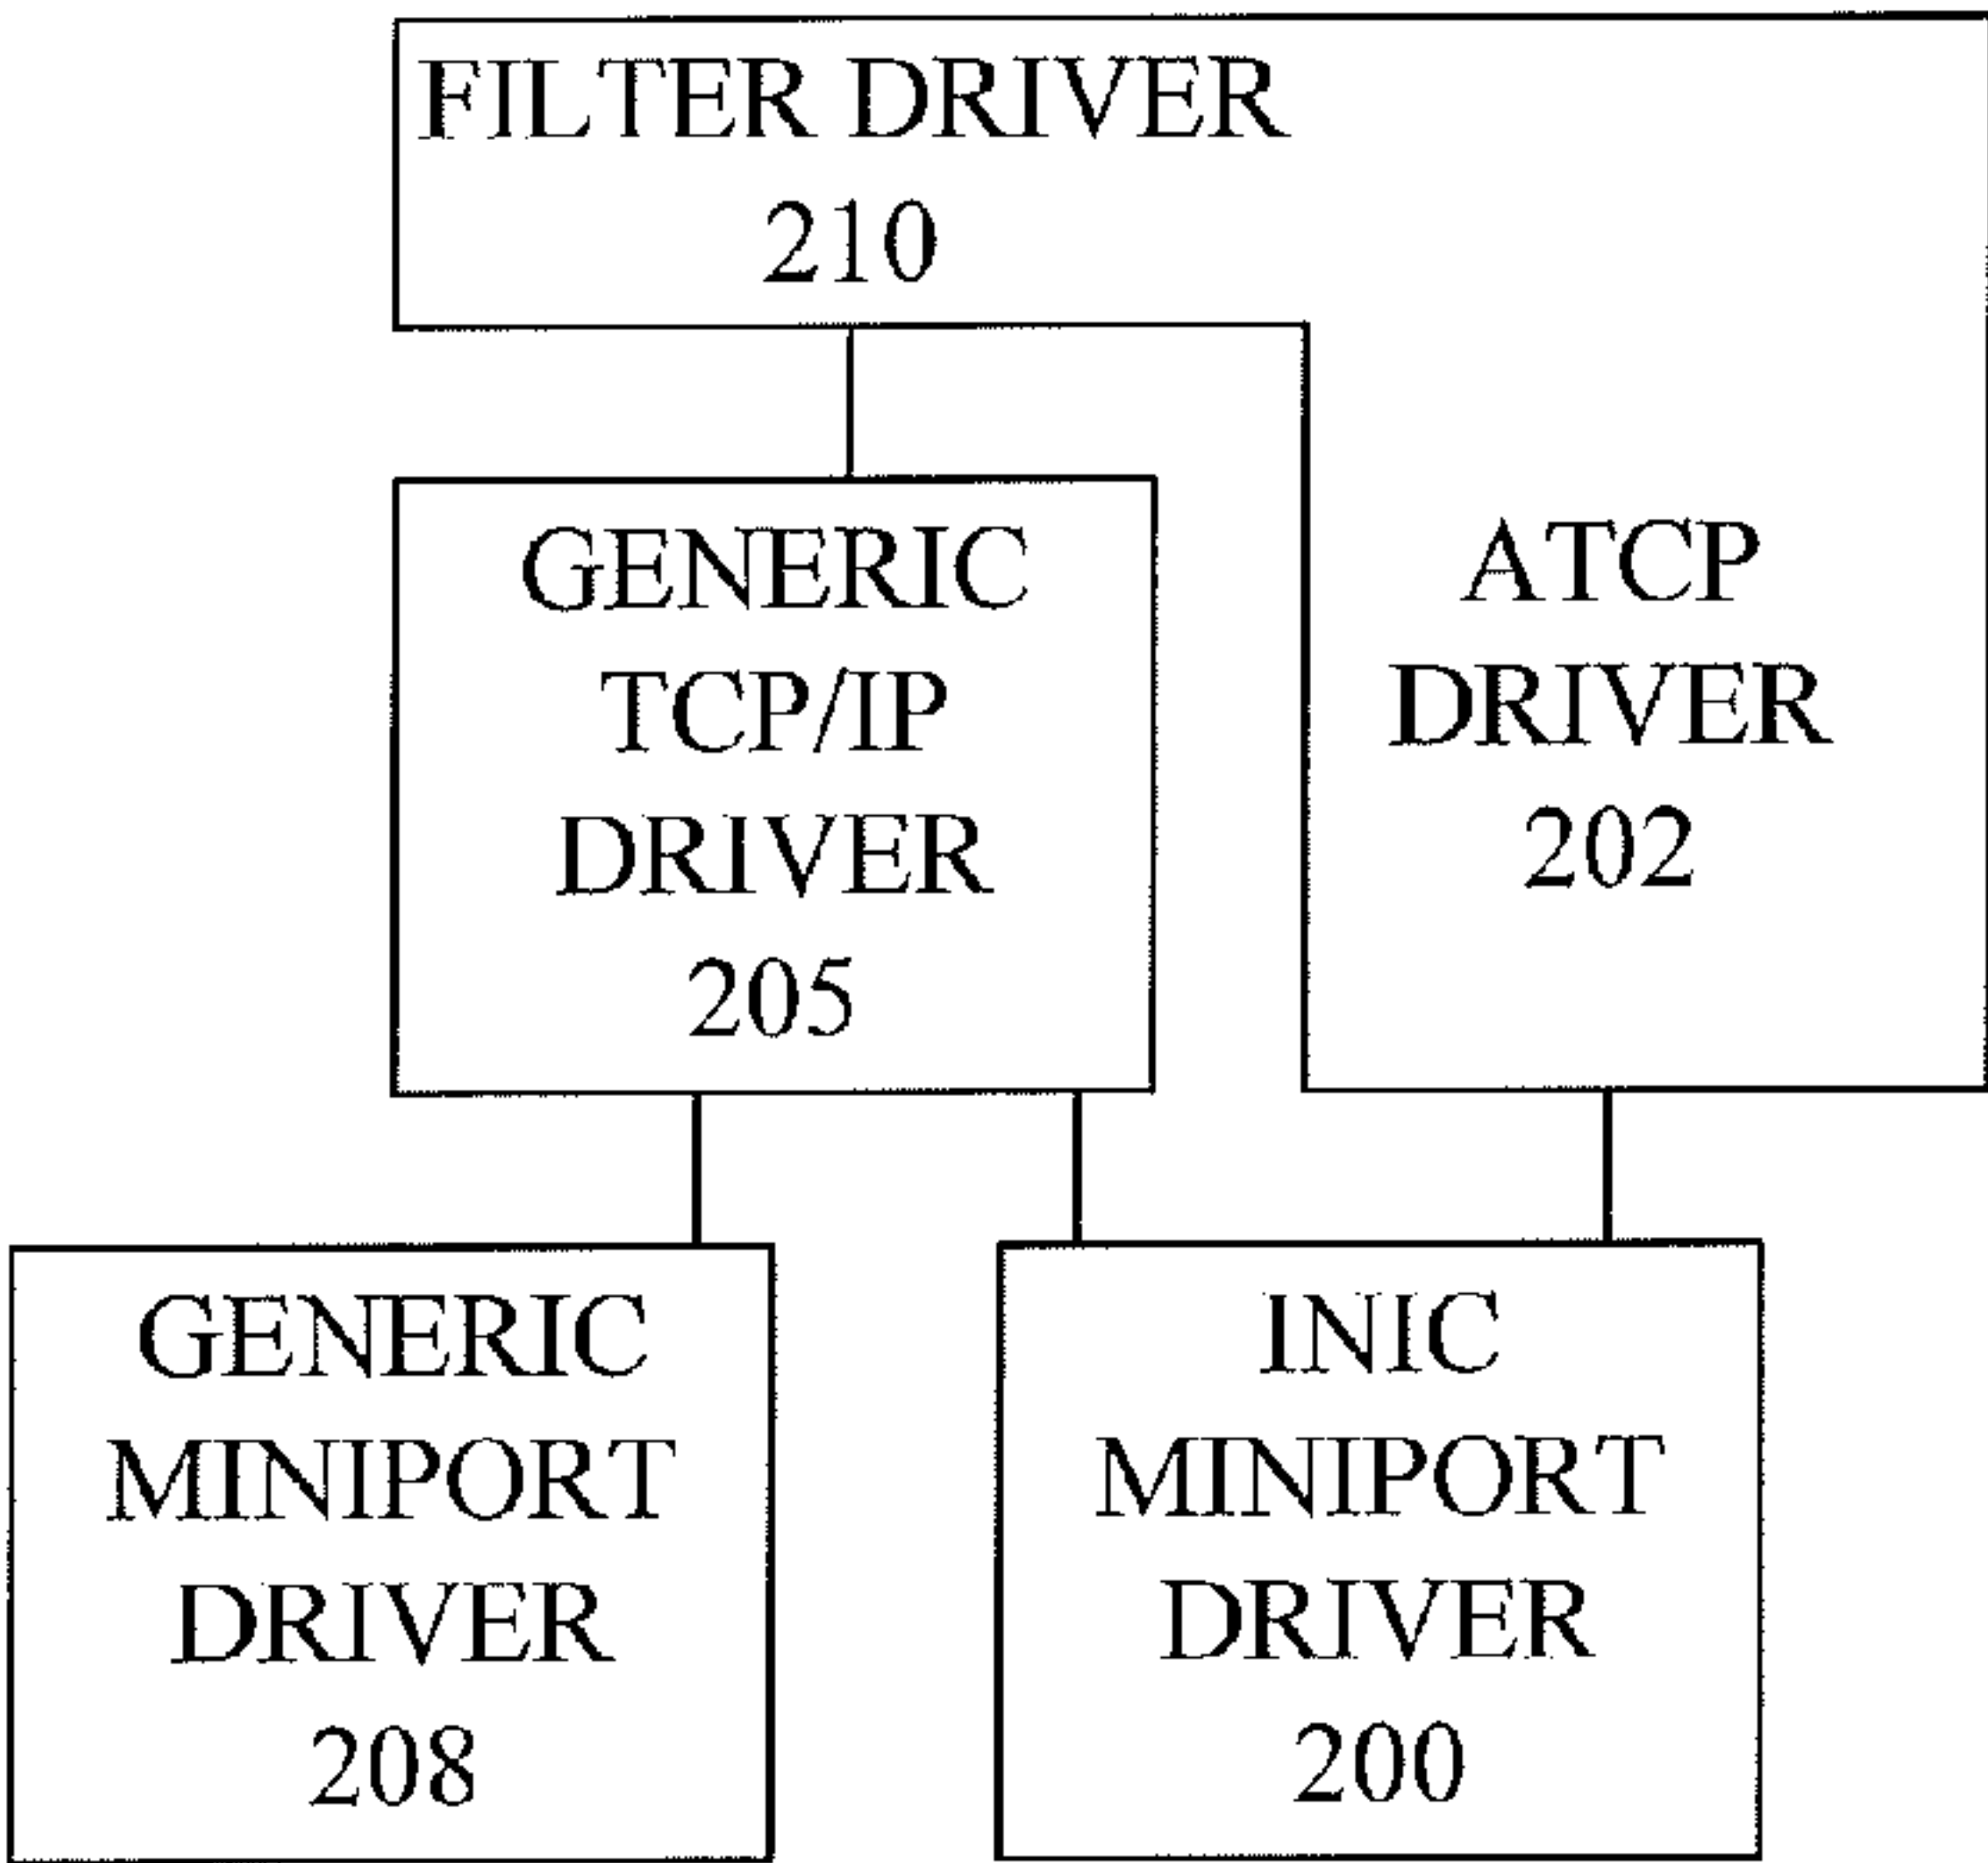 FILTER DRIVER
210
GENERIC
TCP/IP
DRIVER
205
ATCP
DRIVER
202
GENERIC
MINIPORT
DRIVER
208
INIC
MINIPORT
DRIVER
200